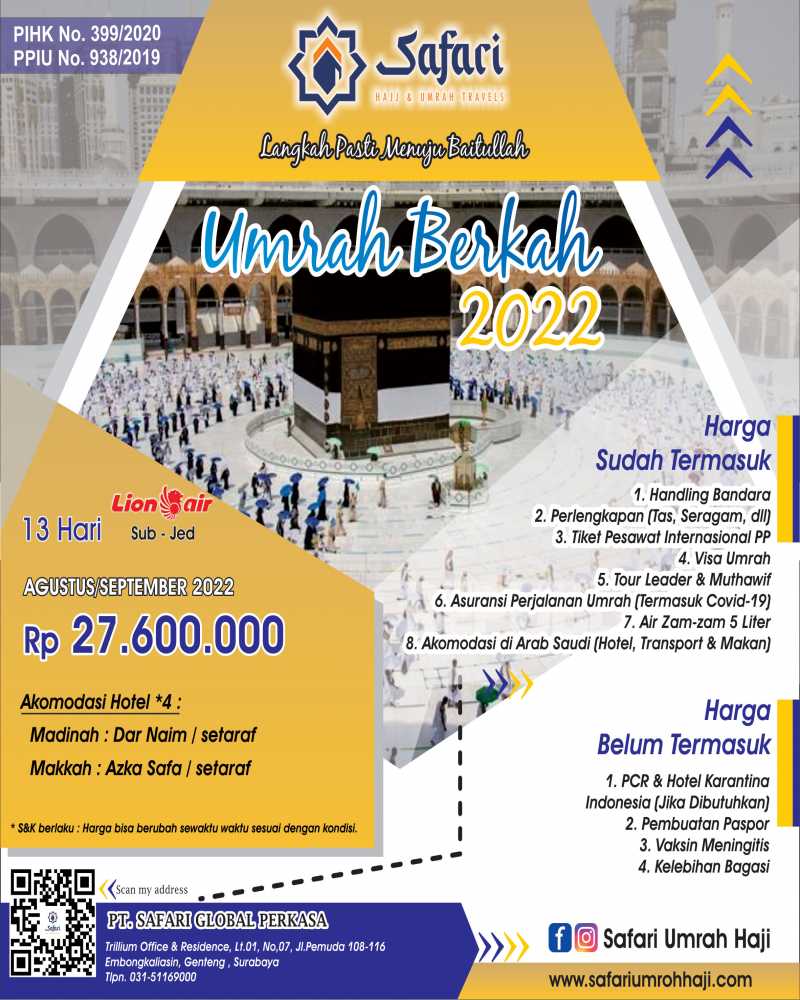 PIHK No. 399/2020
PPIU No. 938/2019
Safari
HAJJ & UMRAH TRAVELS
Langkah Pasti Menuju Baitullah
Umrah Berkah
2022
Harga
Sudah Termasuk
1. Handling Bandara
2. Perlengkapan (Tas, Seragam, dll)
3. Tiket Pesawat Internasional PP
4. Visa Umrah
5. Tour Leader & Muthawif
6. Asuransi Perjalanan Umrah (Termasuk Covid-19)
7. Air Zam-zam 5 Liter
8. Akomodasi di Arab Saudi (Hotel, Transport & Makan)
13 Hari
Lion air
Sub - Jed
AGUSTUS/SEPTEMBER 2022
Rp 27.600.000
Akomodasi Hotel *4 :
Madinah : Dar Naim / setaraf
Makkah : Azka Safa / setaraf
* S&K berlaku : Harga bisa berubah sewaktu waktu sesuai dengan kondisi.
Harga
Belum Termasuk
1. PCR & Hotel Karantina
Indonesia (Jika Dibutuhkan)
2. Pembuatan Paspor
3. Vaksin Meningitis
4. Kelebihan Bagasi
Scan my address
Safari
PT. SAFARI GLOBAL PERKASA
Trillium Office & Residence, Lt.01, No,07, Jl.Pemuda 108-116
Embongkaliasin, Genteng , Surabaya
Tlpn. 031-51169000
Safari Umrah Haji
www.safariumrohhaji.com